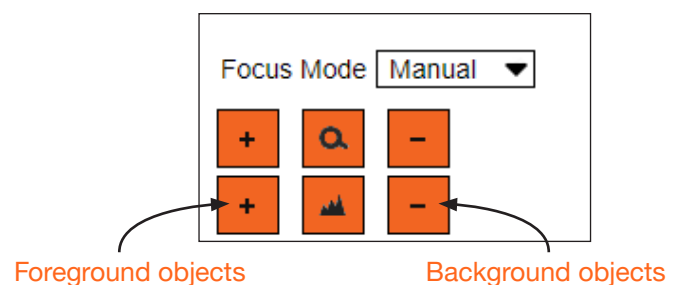 Focus Mode Manual
+ −
+ −
Foreground objects Background objects